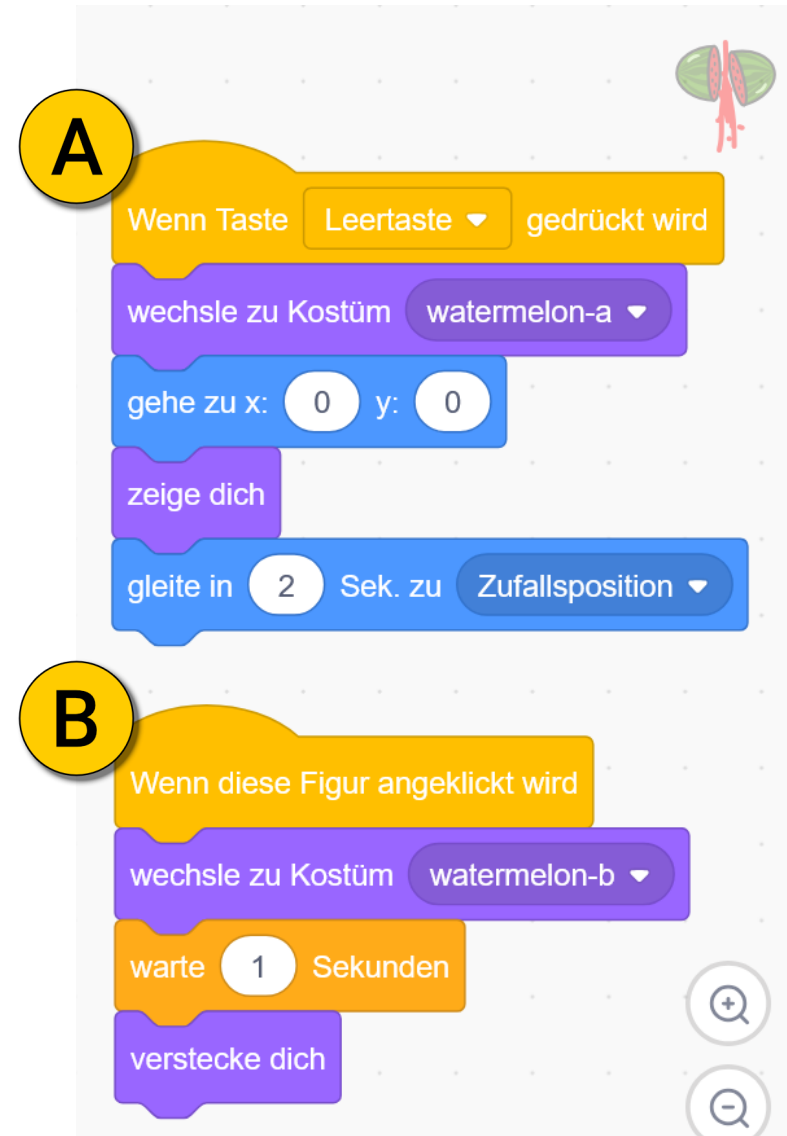 A
Wenn Taste Leertaste gedrückt wird
wechsle zu Kostüm watermelon-a
gehe zu x: 0 y: 0
zeige dich
gleite in 2 Sek. zu Zufallsposition
B
Wenn diese Figur angeklickt wird
wechsle zu Kostüm watermelon-b
warte 1 Sekunden
verstecke dich